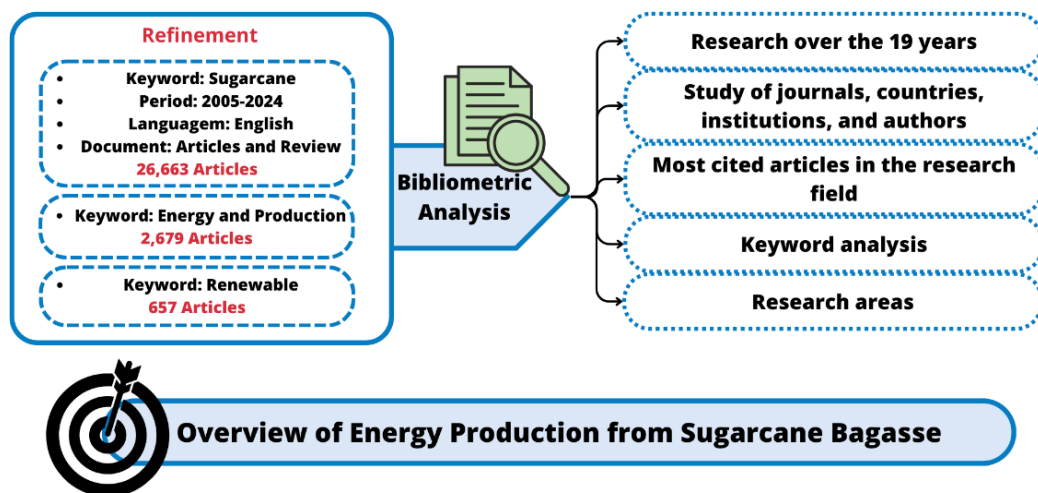 Refinement
• Keyword: Sugarcane
• Period: 2005-2024
• Languagem: English
• Document: Articles and Review
26,663 Articles
• Keyword: Energy and Production
2,679 Articles
• Keyword: Renewable
657 Articles
Bibliometric
Analysis
Research over the 19 years
Study of journals, countries,
institutions, and authors
Most cited articles in the research
field
Keyword analysis
Research areas
Overview of Energy Production from Sugarcane Bagasse